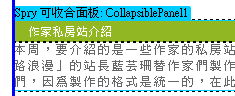 Spry 可收合面板: CollapsiblePanel1
作家私房站介紹
本周，要介紹的是一些作家的私房站
路浪漫」的站長藍芸珊替作家們製作
們，因爲製作的格式是統一的，在此